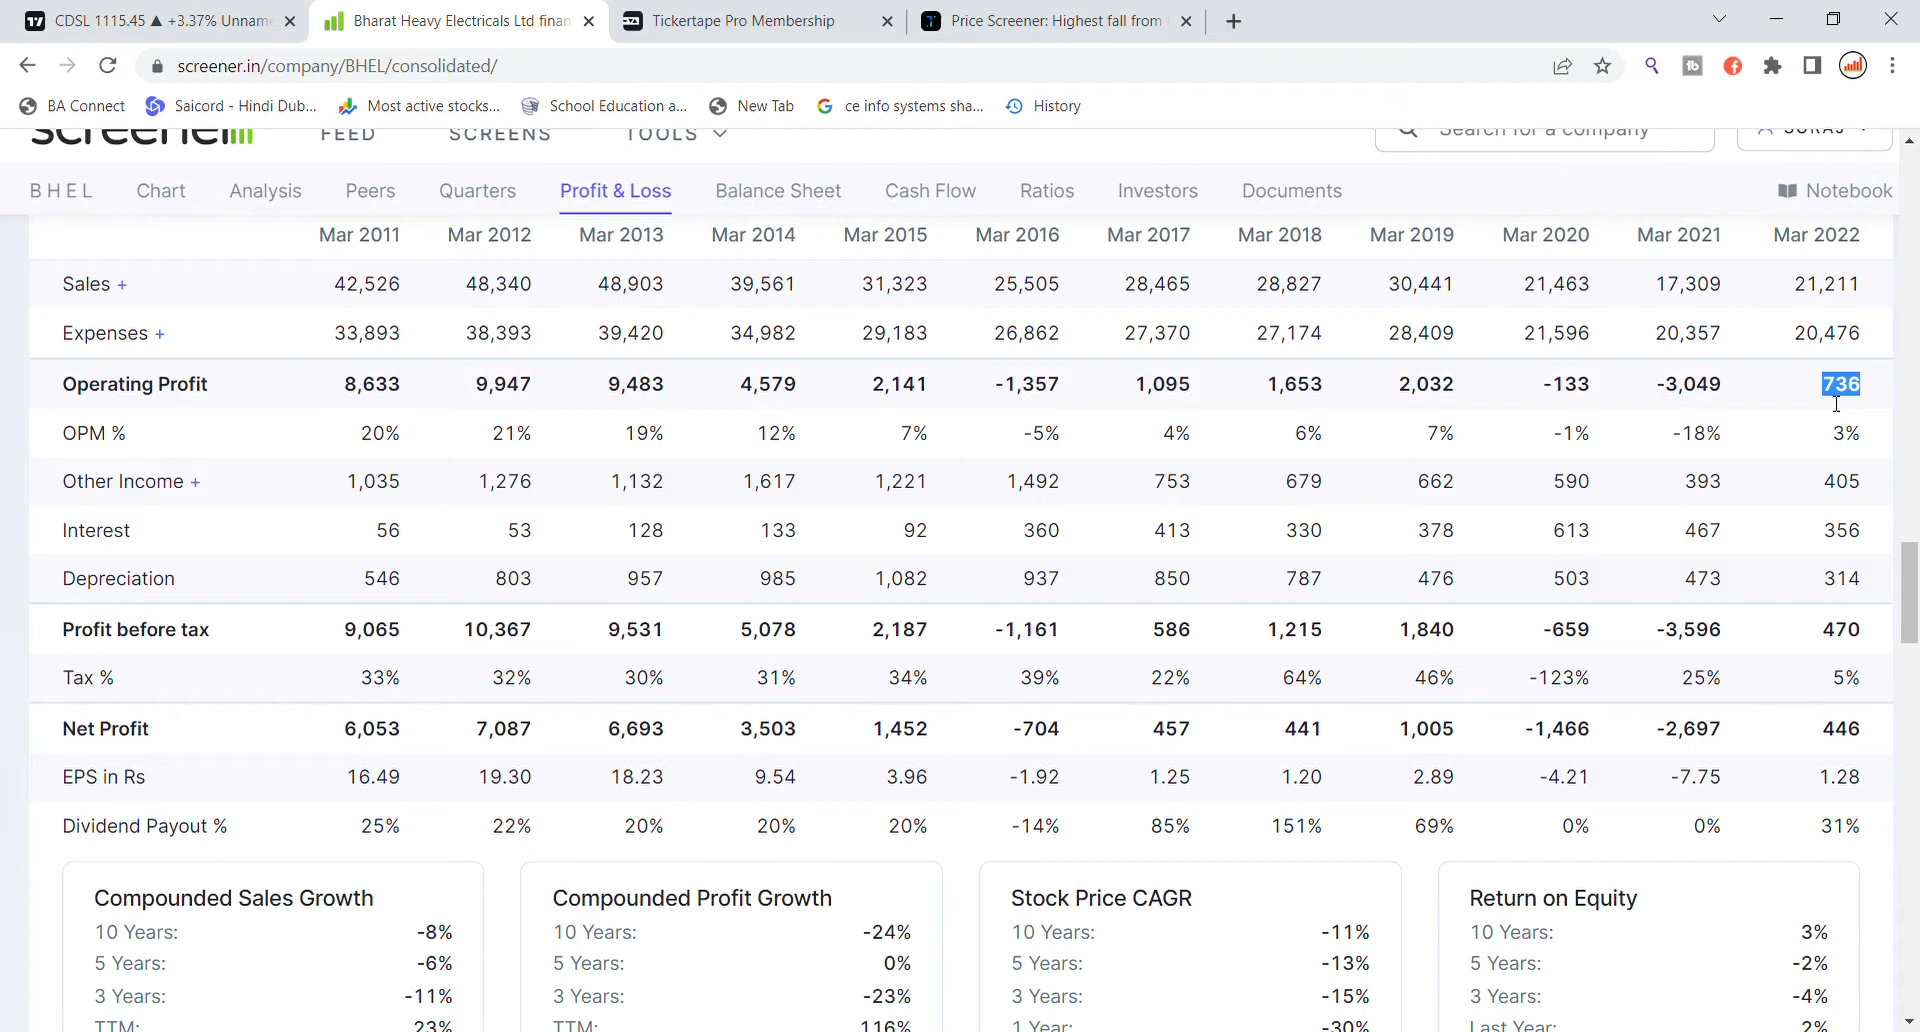 CDSL 1115.45 ▲ +3.37% Unname
Bharat Heavy Electricals Ltd finan
Tickertape Pro Membership
Price Screener: Highest fall from
screener.in/company/BHEL/consolidated/
BA Connect Saicord - Hindi Dub... Most active stocks... School Education a... New Tab ce info systems sha... History
screener FEED SCREENS TOOLS Search for a company SURAJ
BHEL Chart Analysis Peers Quarters Profit & Loss Balance Sheet Cash Flow Ratios Investors Documents Notebook
Mar 2011 Mar 2012 Mar 2013 Mar 2014 Mar 2015 Mar 2016 Mar 2017 Mar 2018 Mar 2019 Mar 2020 Mar 2021 Mar 2022
Sales + 42,526 48,340 48,903 39,561 31,323 25,505 28,465 28,827 30,441 21,463 17,309 21,211
Expenses + 33,893 38,393 39,420 34,982 29,183 26,862 27,370 27,174 28,409 21,596 20,357 20,476
Operating Profit 8,633 9,947 9,483 4,579 2,141 -1,357 1,095 1,653 2,032 -133 -3,049 736
OPM % 20% 21% 19% 12% 7% -5% 4% 6% 7% -1% -18% 3%
Other Income + 1,035 1,276 1,132 1,617 1,221 1,492 753 679 662 590 393 405
Interest 56 53 128 133 92 360 413 330 378 613 467 356
Depreciation 546 803 957 985 1,082 937 850 787 476 503 473 314
Profit before tax 9,065 10,367 9,531 5,078 2,187 -1,161 586 1,215 1,840 -659 -3,596 470
Tax % 33% 32% 30% 31% 34% 39% 22% 64% 46% -123% 25% 5%
Net Profit 6,053 7,087 6,693 3,503 1,452 -704 457 441 1,005 -1,466 -2,697 446
EPS in Rs 16.49 19.30 18.23 9.54 3.96 -1.92 1.25 1.20 2.89 -4.21 -7.75 1.28
Dividend Payout % 25% 22% 20% 20% 20% -14% 85% 151% 69% 0% 0% 31%
Compounded Sales Growth
10 Years: -8%
5 Years: -6%
3 Years: -11%
TTM: 23%
Compounded Profit Growth
10 Years: -24%
5 Years: 0%
3 Years: -23%
TTM: 116%
Stock Price CAGR
10 Years: -11%
5 Years: -13%
3 Years: -15%
1 Year: -30%
Return on Equity
10 Years: 3%
5 Years: -2%
3 Years: -4%
Last Year: 2%